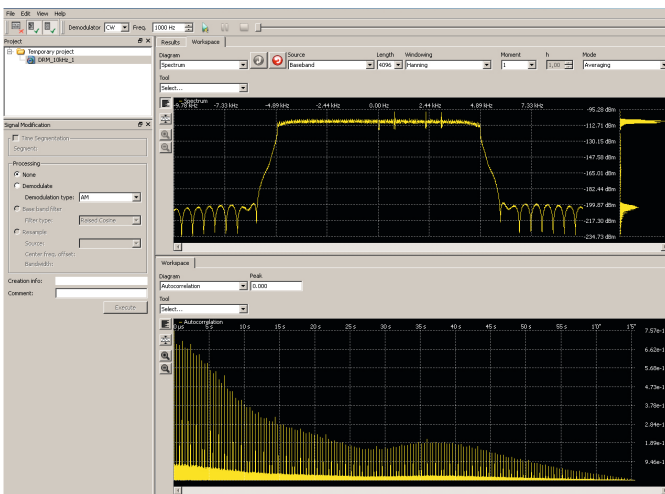 File Edit View Help
Demodulator CW Freq. 1000 Hz
Project
Temporary project
DRM_10kHz_1
Signal Modification
Time Segmentation
Segment:
Processing
None
Demodulate
Demodulation type: AM
Base band filter
Filter type: Raised Cosine
Resample
Source:
Center freq. offset:
Bandwidth:
Creation info:
Comment:
Execute
Results Workspace
Diagram Source Length Windowing Moment h Mode
Spectrum Baseband 4096 Hanning 1 3,00 Averaging
Tool
Select...
Spectrum
-9.78 kHz -7.33 kHz -4.89 kHz -2.44 kHz 0.00 Hz 2.44 kHz 4.89 kHz 7.33 kHz
-95.28 dBm
-112.71 dBm
-130.15 dBm
-147.58 dBm
-165.01 dBm
-182.44 dBm
-199.87 dBm
-217.30 dBm
-234.73 dBm
Workspace
Diagram Peak
Autocorrelation 0.000
Tool
Select...
Autocorrelation
0 µs 5 s 10 s 15 s 20 s 25 s 30 s 35 s 40 s 45 s 50 s 55 s 1'0" 1'5"
7.57e-1
6.62e-1
5.68e-1
4.73e-1
3.78e-1
2.84e-1
1.89e-1
9.46e-1